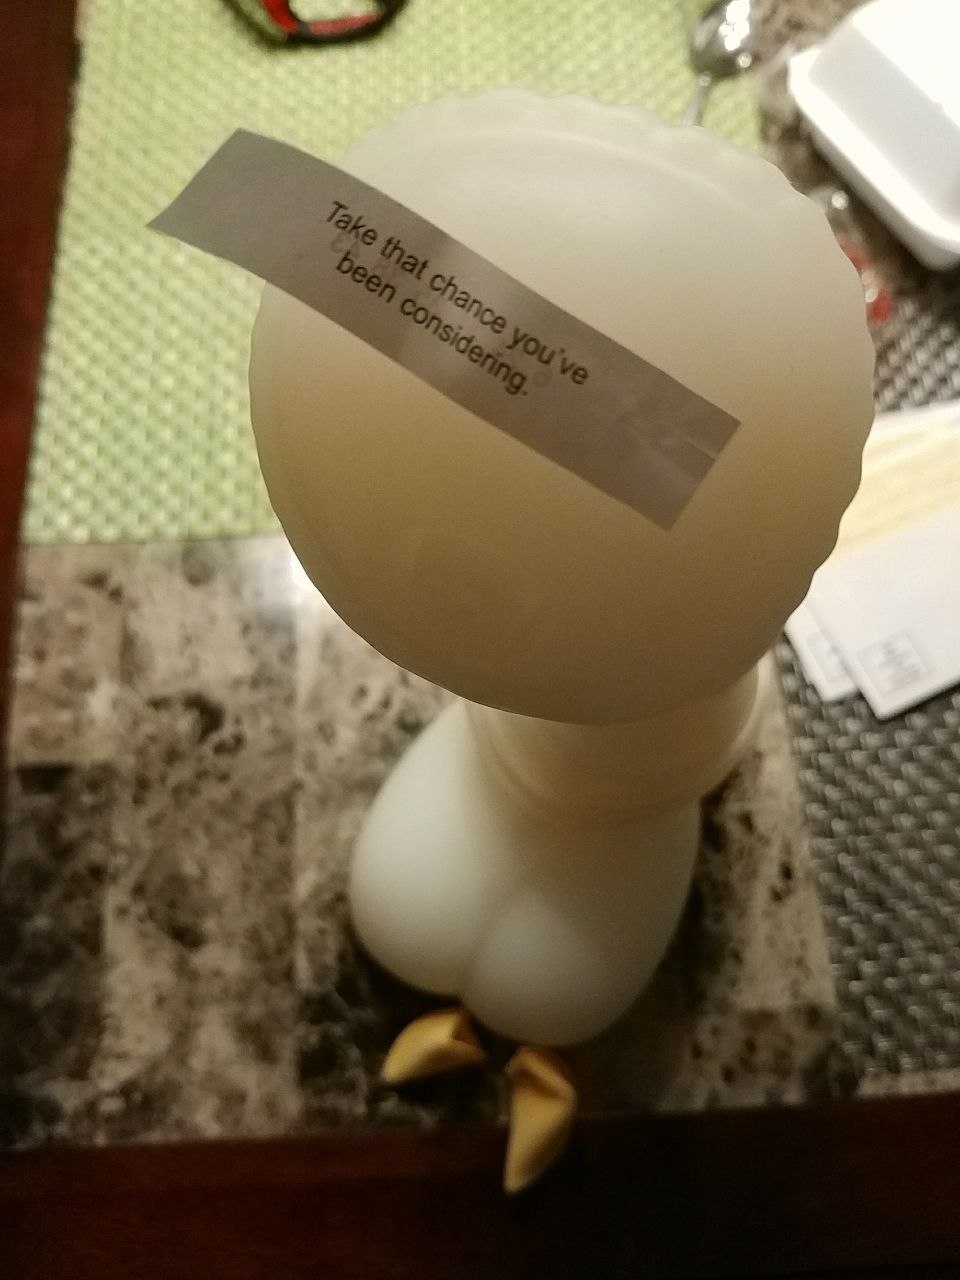 Take that chance you've
been considering.